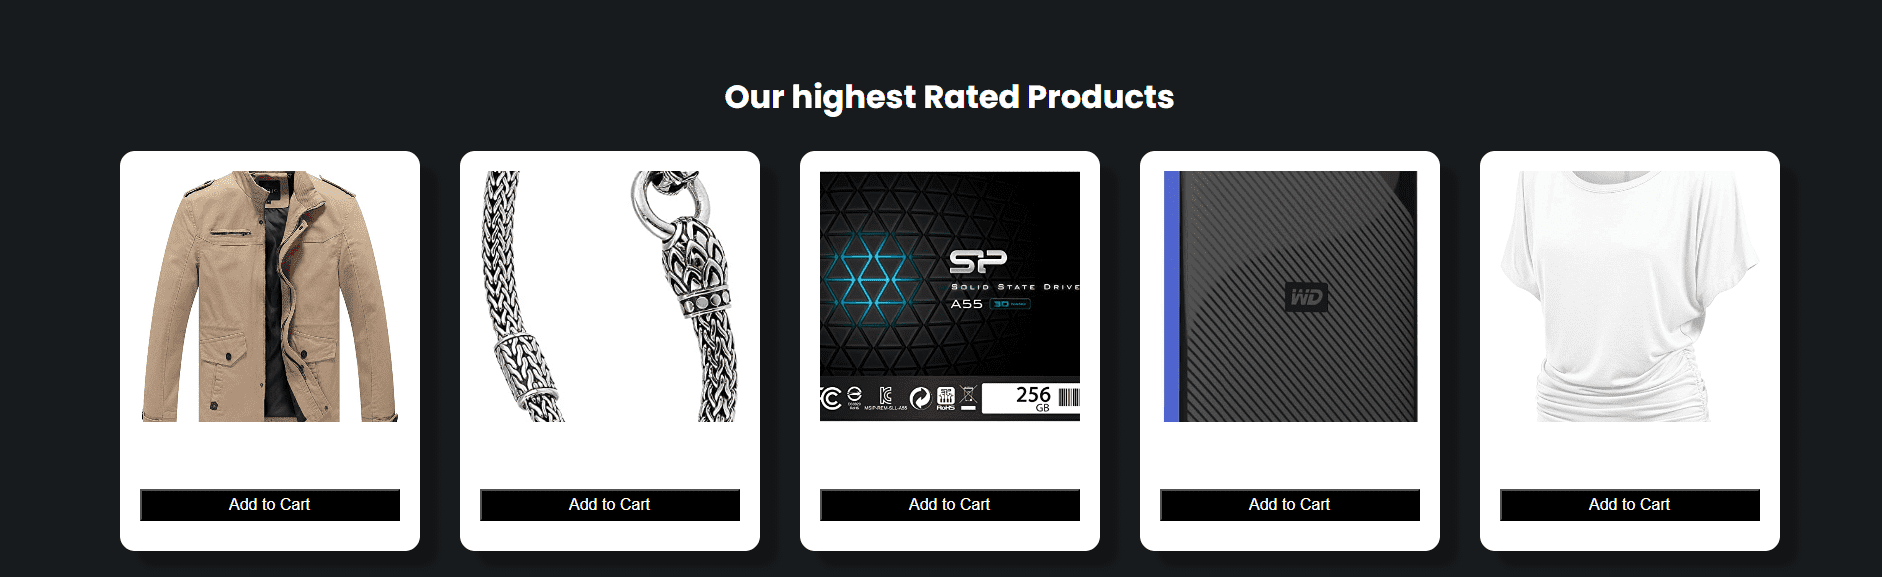 Our highest Rated Products
SP
SOLID STATE DRIVE
A55 3D
256
GB
WD
Add to Cart
Add to Cart
Add to Cart
Add to Cart
Add to Cart